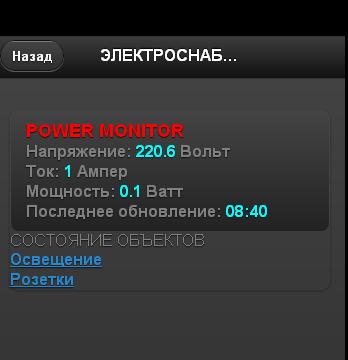 Назад
ЭЛЕКТРОСНАБ...
POWER MONITOR
Напряжение: 220.6 Вольт
Ток: 1 Ампер
Мощность: 0.1 Ватт
Последнее обновление: 08:40
СОСТОЯНИЕ ОБЪЕКТОВ
Освещение
Розетки